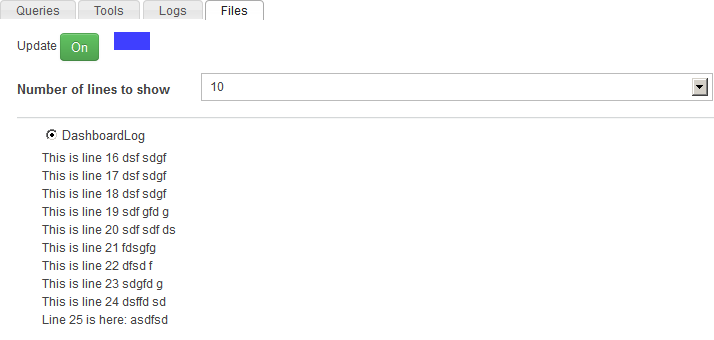 Queries Tools Logs Files
Update On
Number of lines to show 10
DashboardLog
This is line 16 dsf sdgf
This is line 17 dsf sdgf
This is line 18 dsf sdgf
This is line 19 sdf gfd g
This is line 20 sdf sdf ds
This is line 21 fdsgfg
This is line 22 dfsd f
This is line 23 sdgfd g
This is line 24 dsffd sd
Line 25 is here: asdfsd